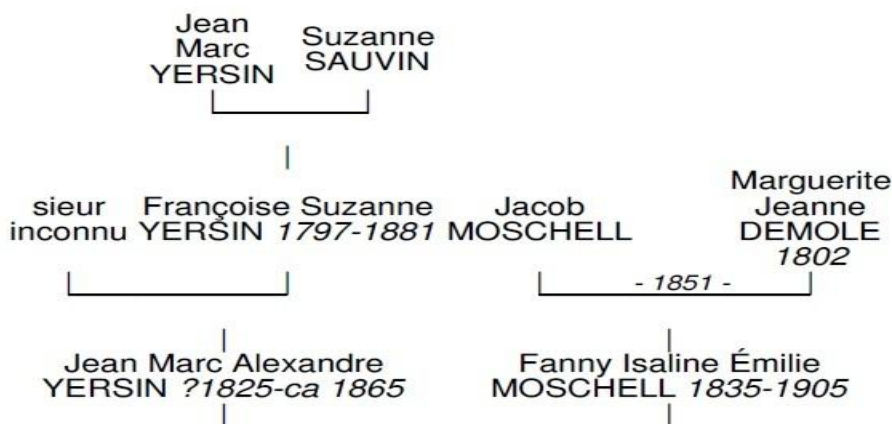 Jean
Marc
YERSIN
Suzanne
SAUVIN
sieur
inconnu
Françoise Suzanne
YERSIN 1797-1881
Jacob
MOSCHELL
Marguerite
Jeanne
DEMOLE
1802
- 1851 -
Jean Marc Alexandre
YERSIN ?1825-ca 1865
Fanny Isaline Émilie
MOSCHELL 1835-1905